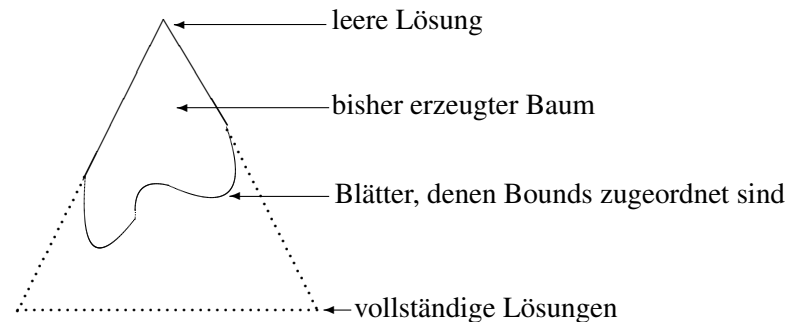 leere Lösung
bisher erzeugter Baum
Blätter, denen Bounds zugeordnet sind
vollständige Lösungen